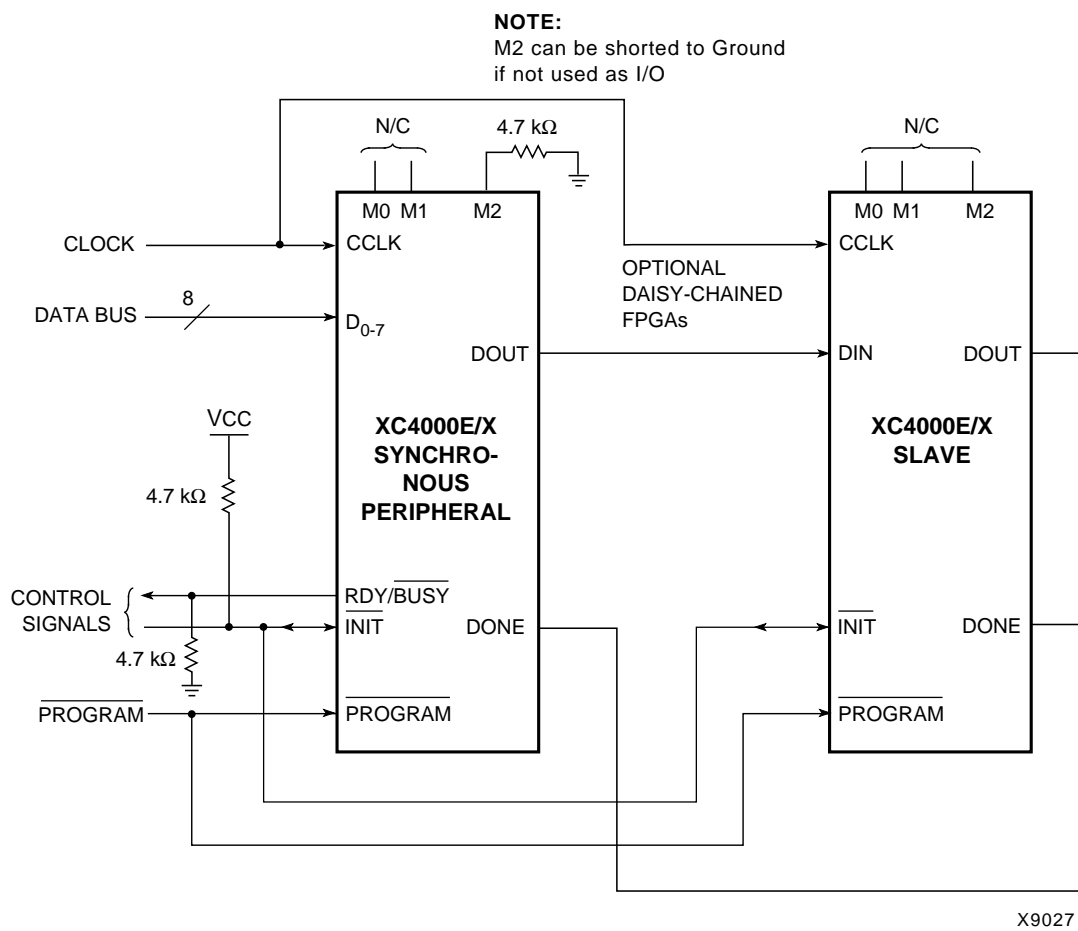 NOTE:
M2 can be shorted to Ground
if not used as I/O
N/C
4.7 kΩ
N/C
M0 M1 M2
M0 M1 M2
CLOCK
CCLK
CCLK
OPTIONAL
DAISY-CHAINED
FPGAs
8
DATA BUS
D0-7
DOUT
DIN
DOUT
VCC
XC4000E/X
SYNCHRO-
NOUS
PERIPHERAL
XC4000E/X
SLAVE
4.7 kΩ
CONTROL
SIGNALS
RDY/BUSY
INIT
DONE
INIT
DONE
4.7 kΩ
PROGRAM
PROGRAM
PROGRAM
X9027